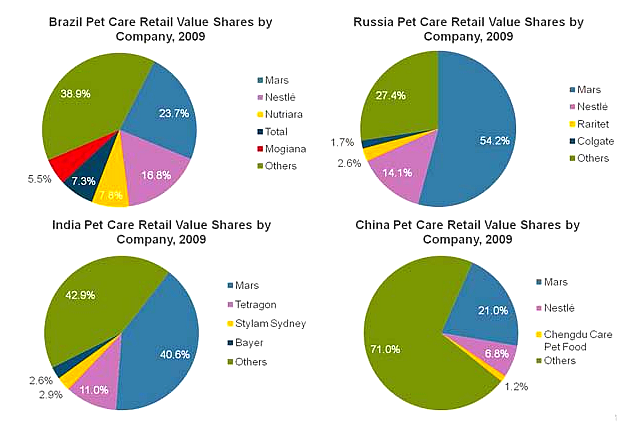 Brazil Pet Care Retail Value Shares by
Company, 2009
38.9%
23.7%
16.8%
7.8%
7.3%
5.5%
Mars
Nestlé
Nutriara
Total
Mogiana
Others
Russia Pet Care Retail Value Shares by
Company, 2009
27.4%
54.2%
14.1%
2.6%
1.7%
Mars
Nestlé
Raritet
Colgate
Others
India Pet Care Retail Value Shares by
Company, 2009
42.9%
40.6%
11.0%
2.9%
2.6%
Mars
Tetragon
Stylam Sydney
Bayer
Others
China Pet Care Retail Value Shares by
Company, 2009
71.0%
21.0%
6.8%
1.2%
Mars
Nestlé
Chengdu Care
Pet Food
Others
1